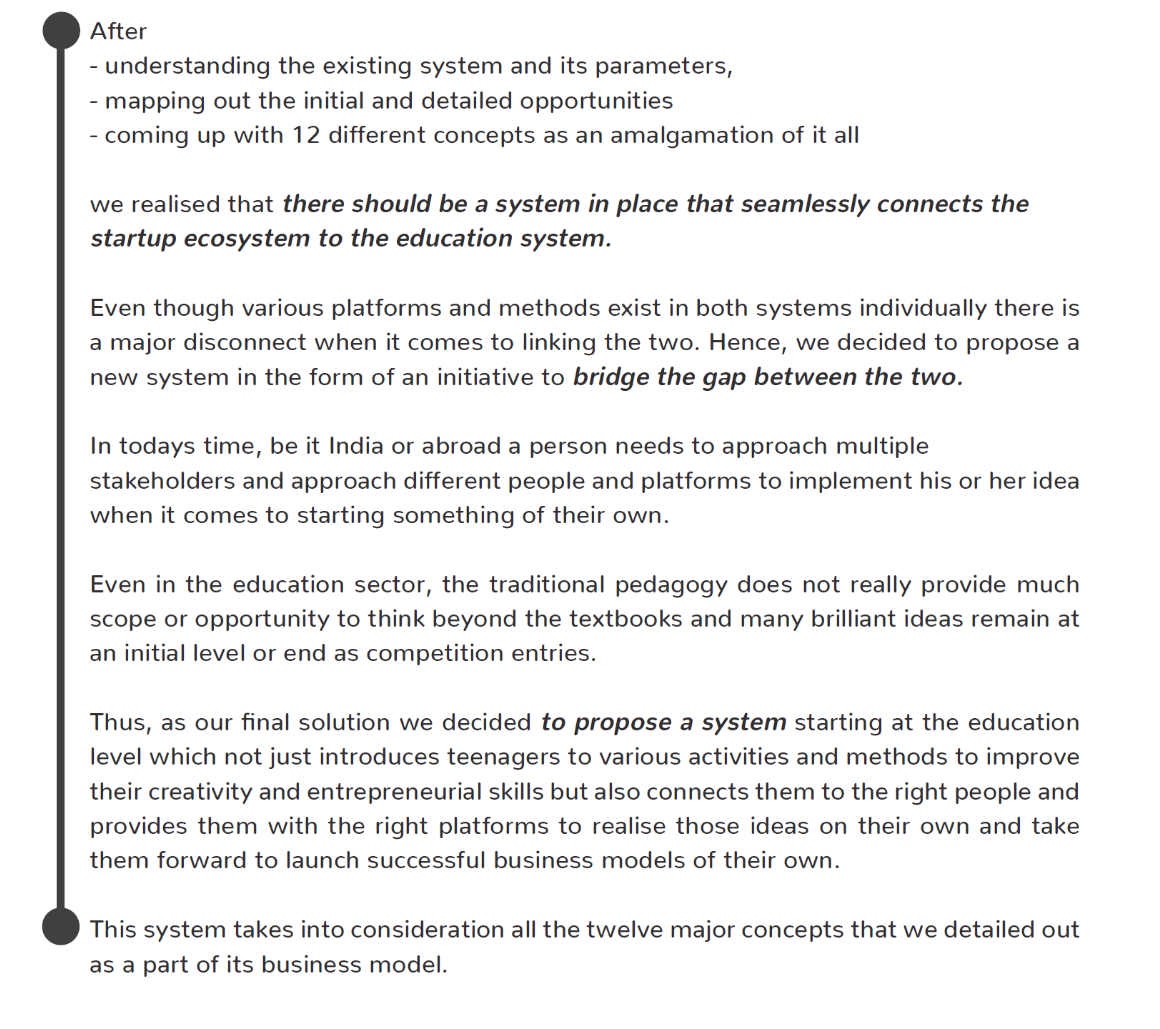 After
- understanding the existing system and its parameters,
- mapping out the initial and detailed opportunities
- coming up with 12 different concepts as an amalgamation of it all
we realised that there should be a system in place that seamlessly connects the
startup ecosystem to the education system.
Even though various platforms and methods exist in both systems individually there is
a major disconnect when it comes to linking the two. Hence, we decided to propose a
new system in the form of an initiative to bridge the gap between the two.
In todays time, be it India or abroad a person needs to approach multiple
stakeholders and approach different people and platforms to implement his or her idea
when it comes to starting something of their own.
Even in the education sector, the traditional pedagogy does not really provide much
scope or opportunity to think beyond the textbooks and many brilliant ideas remain at
an initial level or end as competition entries.
Thus, as our final solution we decided to propose a system starting at the education
level which not just introduces teenagers to various activities and methods to improve
their creativity and entrepreneurial skills but also connects them to the right people and
provides them with the right platforms to realise those ideas on their own and take
them forward to launch successful business models of their own.
This system takes into consideration all the twelve major concepts that we detailed out
as a part of its business model.